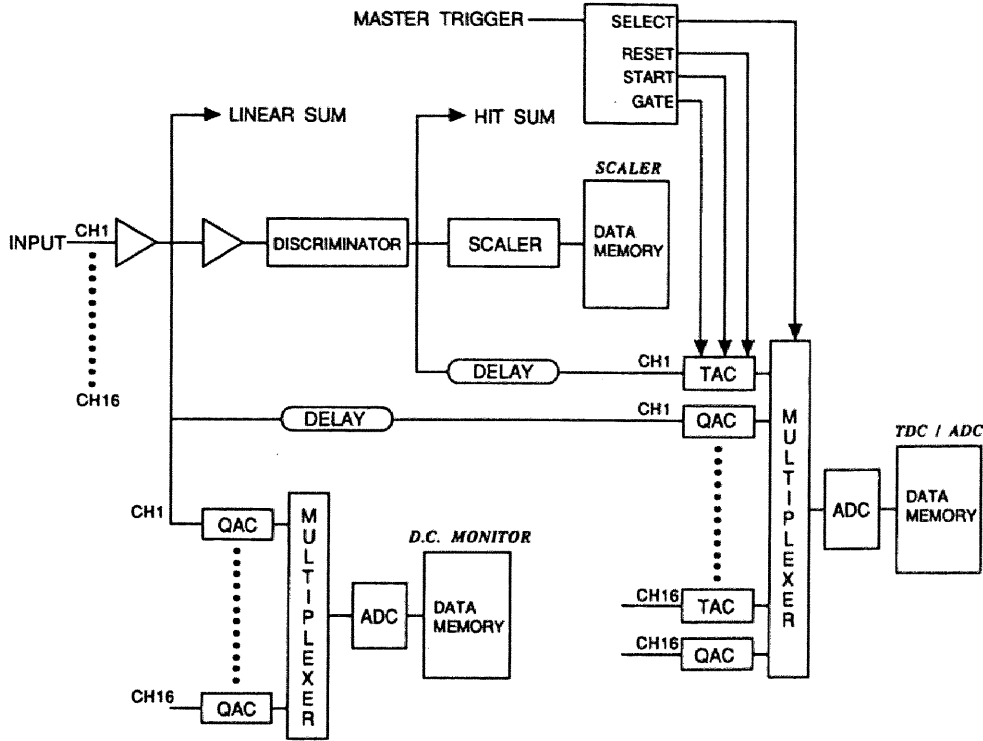 MASTER TRIGGER
SELECT
RESET
START
GATE
LINEAR SUM
HIT SUM
SCALER
INPUT
CH1
DISCRIMINATOR
SCALER
DATA
MEMORY
CH16
DELAY
CH1
TAC
DELAY
CH1
QAC
MULTIPLEXER
TDC / ADC
ADC
DATA
MEMORY
CH1
QAC
MULTIPLEXER
D.C. MONITOR
ADC
DATA
MEMORY
CH16
TAC
CH16
QAC
CH16
QAC